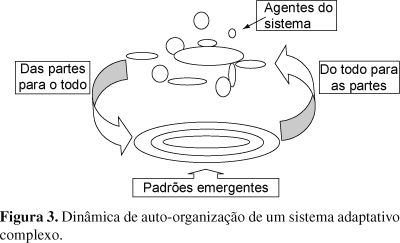 Agentes do
sistema
Das partes
para o todo
Do todo para
as partes
Padrões emergentes
Figura 3. Dinâmica de auto-organização de um sistema adaptativo
complexo.